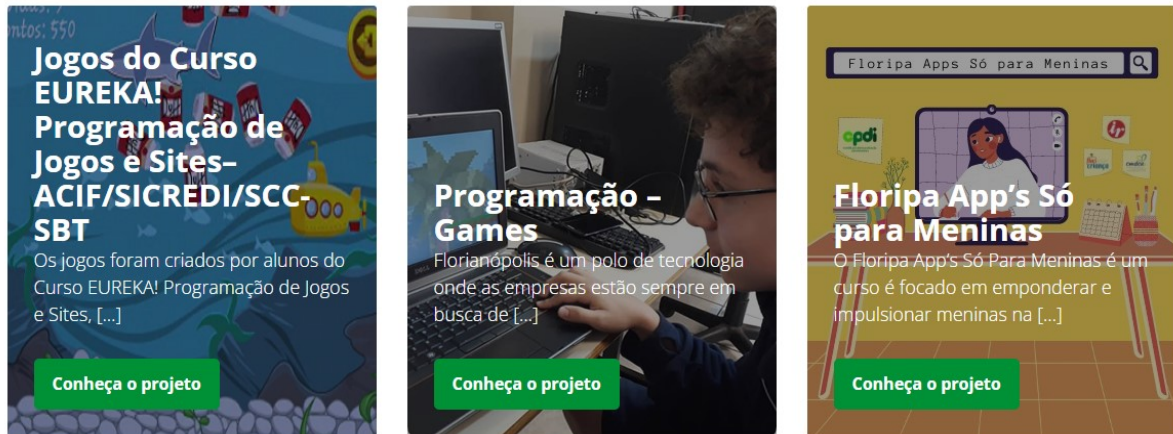 ntos: 550
Jogos do Curso
EUREKA!
Programação de
Jogos e Sites–
ACIF/SICREDI/SCC-
SBT
Os jogos foram criados por alunos do
Curso EUREKA! Programação de Jogos
e Sites, [...]
Conheça o projeto
Programação –
Games
Florianópolis é um polo de tecnologia
onde as empresas estão sempre em
busca de [...]
Conheça o projeto
Floripa Apps Só para Meninas
cpdi
Floripa App’s Só
para Meninas
O Floripa App’s Só Para Meninas é um
curso é focado em emponderar e
impulsionar meninas na [...]
Conheça o projeto